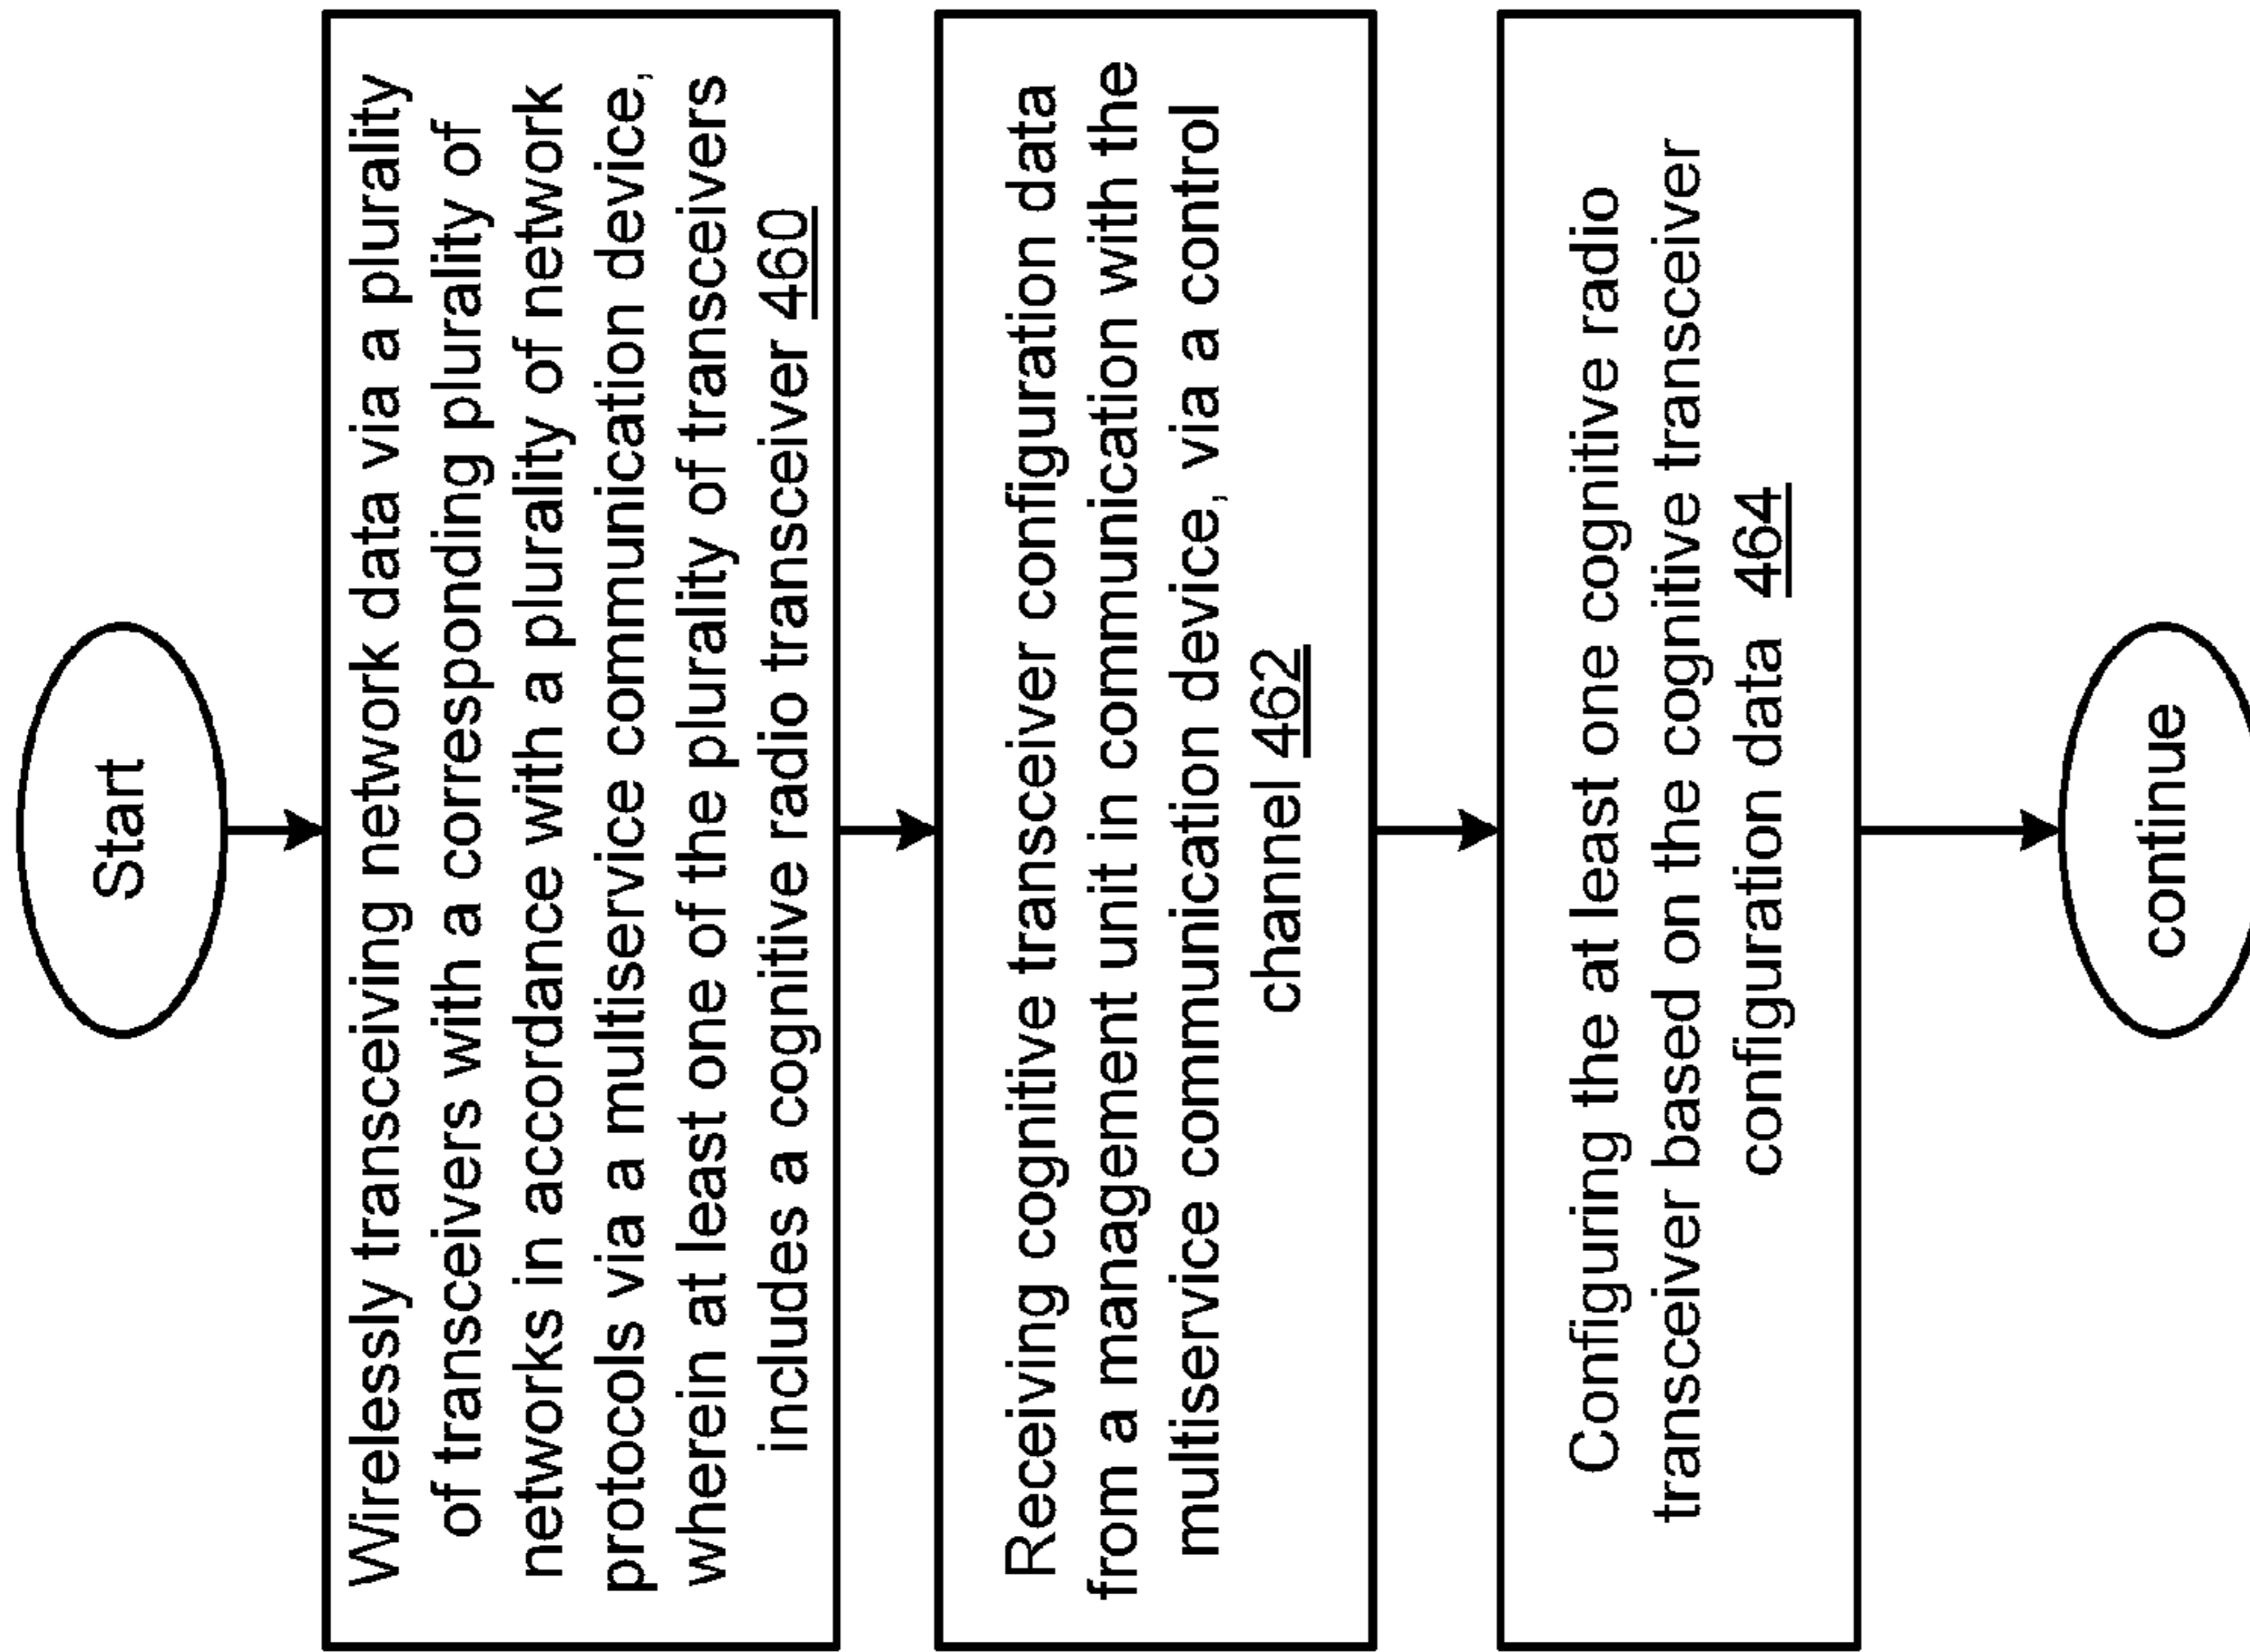 Start
Wirelessly transceiving network data via a plurality
of transceivers with a corresponding plurality of
networks in accordance with a plurality of network
protocols via a multiservice communication device,
wherein at least one of the plurality of transceivers
includes a cognitive radio transceiver 460
Receiving cognitive transceiver configuration data
from a management unit in communication with the
multiservice communication device, via a control
channel 462
Configuring the at least one cognitive radio
transceiver based on the cognitive transceiver
configuration data 464
continue